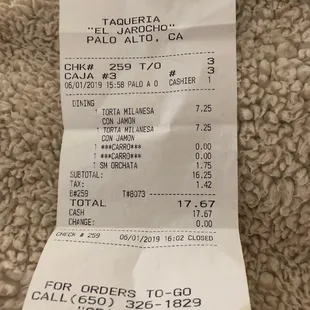 TAQUERIA
"EL JAROCHO"
PALO ALTO, CA
CHK# 259 T/O 3
CAJA #3 # 3
06/01/2019 15:58 PALO A O CASHIER 1
DINING
1 TORTA MILANESA 7.25
CON JAMON
1 TORTA MILANESA 7.25
CON JAMON
1 ***CARRO*** 0.00
1 ***CARRO*** 0.00
1 SM ORCHATA 1.75
SUBTOTAL: 16.25
TAX: 1.42
B#259 T#8073
TOTAL 17.67
CASH 17.67
CHANGE: 0.00
CHECK # 259 06/01/2019 16:02 CLOSED
FOR ORDERS TO-GO
CALL(650) 326-1829